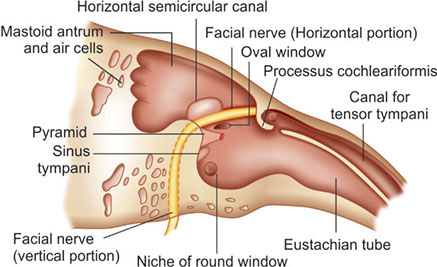 Horizontal semicircular canal
Mastoid antrum
and air cells
Facial nerve (Horizontal portion)
Oval window
Processus cochleariformis
Canal for
tensor tympani
Pyramid
Sinus
tympani
Facial nerve
(vertical portion)
Niche of round window
Eustachian tube